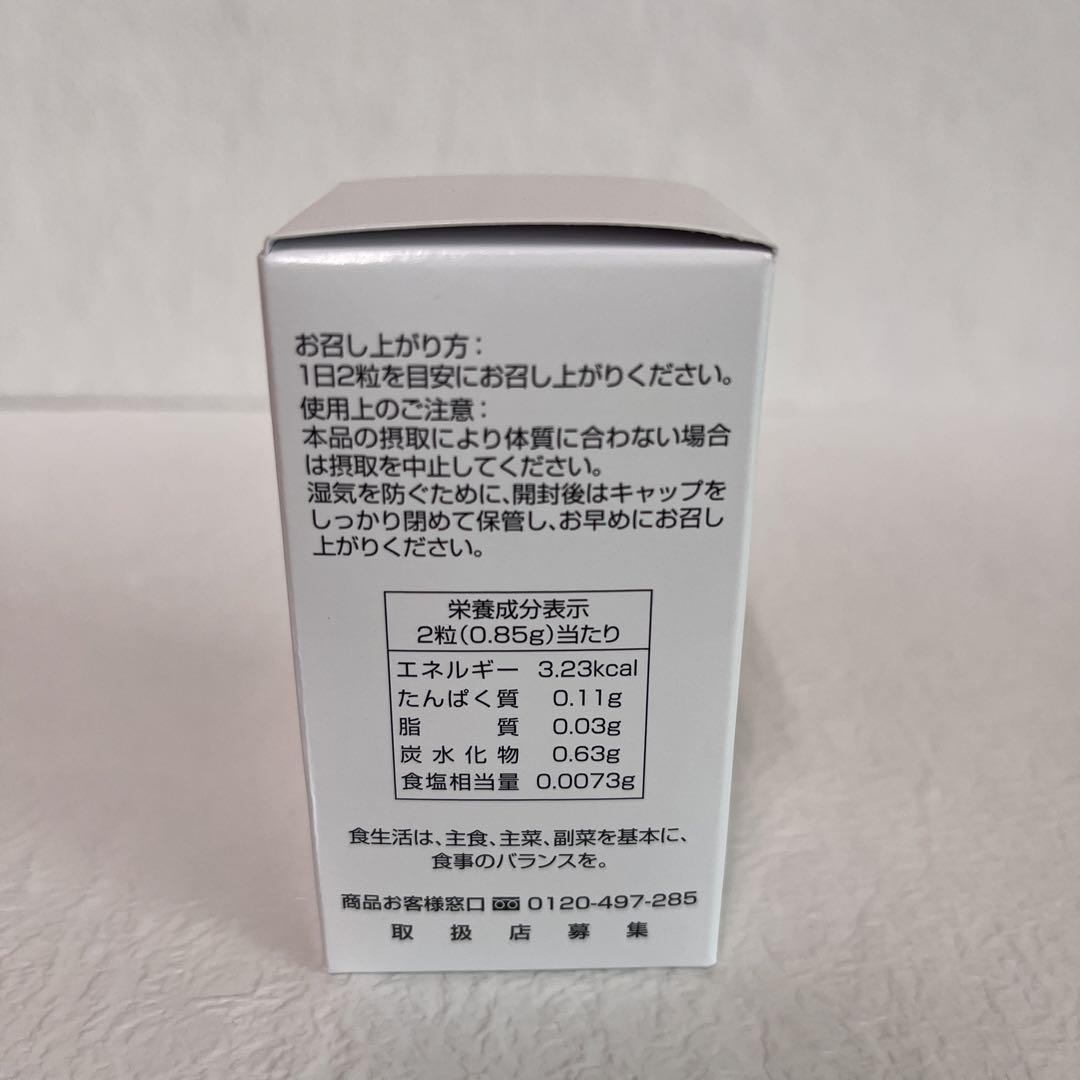 お召し上がり方：
1日2粒を目安にお召し上がりください。
使用上のご注意：
本品の摂取により体質に合わない場合
は摂取を中止してください。
湿気を防ぐために、開封後はキャップを
しっかり閉めて保管し、お早めにお召し
上がりください。
栄養成分表示
2粒(0.85g)当たり
エネルギー 3.23kcal
たんぱく質 0.11g
脂質 0.03g
炭水化物 0.63g
食塩相当量 0.0073g
食生活は、主食、主菜、副菜を基本に、
食事のバランスを。
商品お客様窓口 0120-497-285
取扱店募集